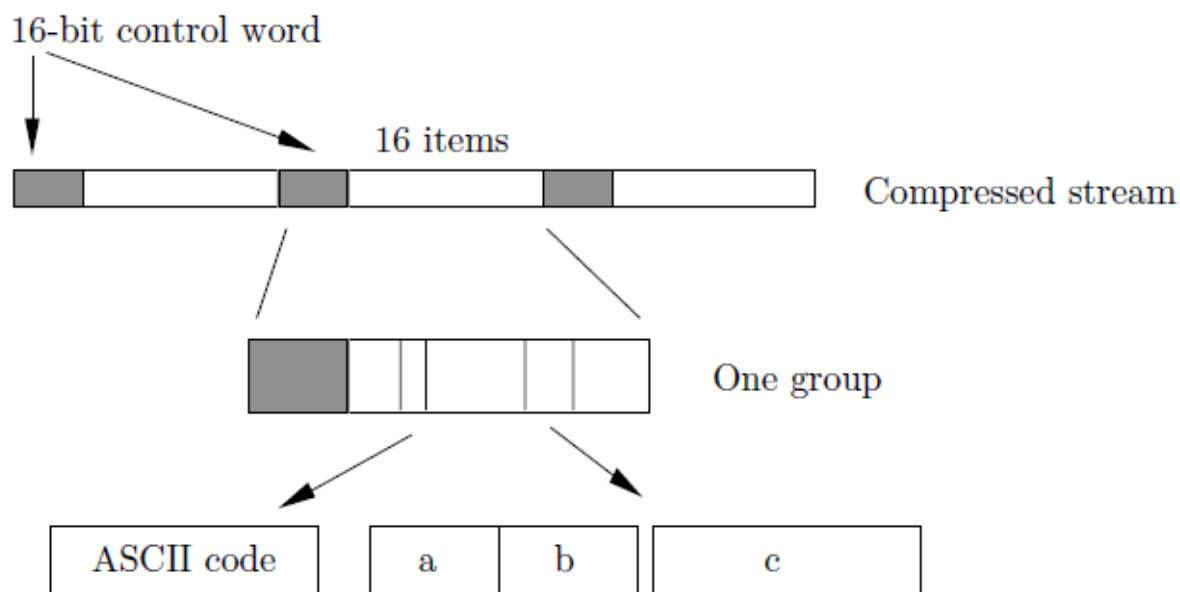 16-bit control word
16 items
Compressed stream
One group
ASCII code
a
b
c